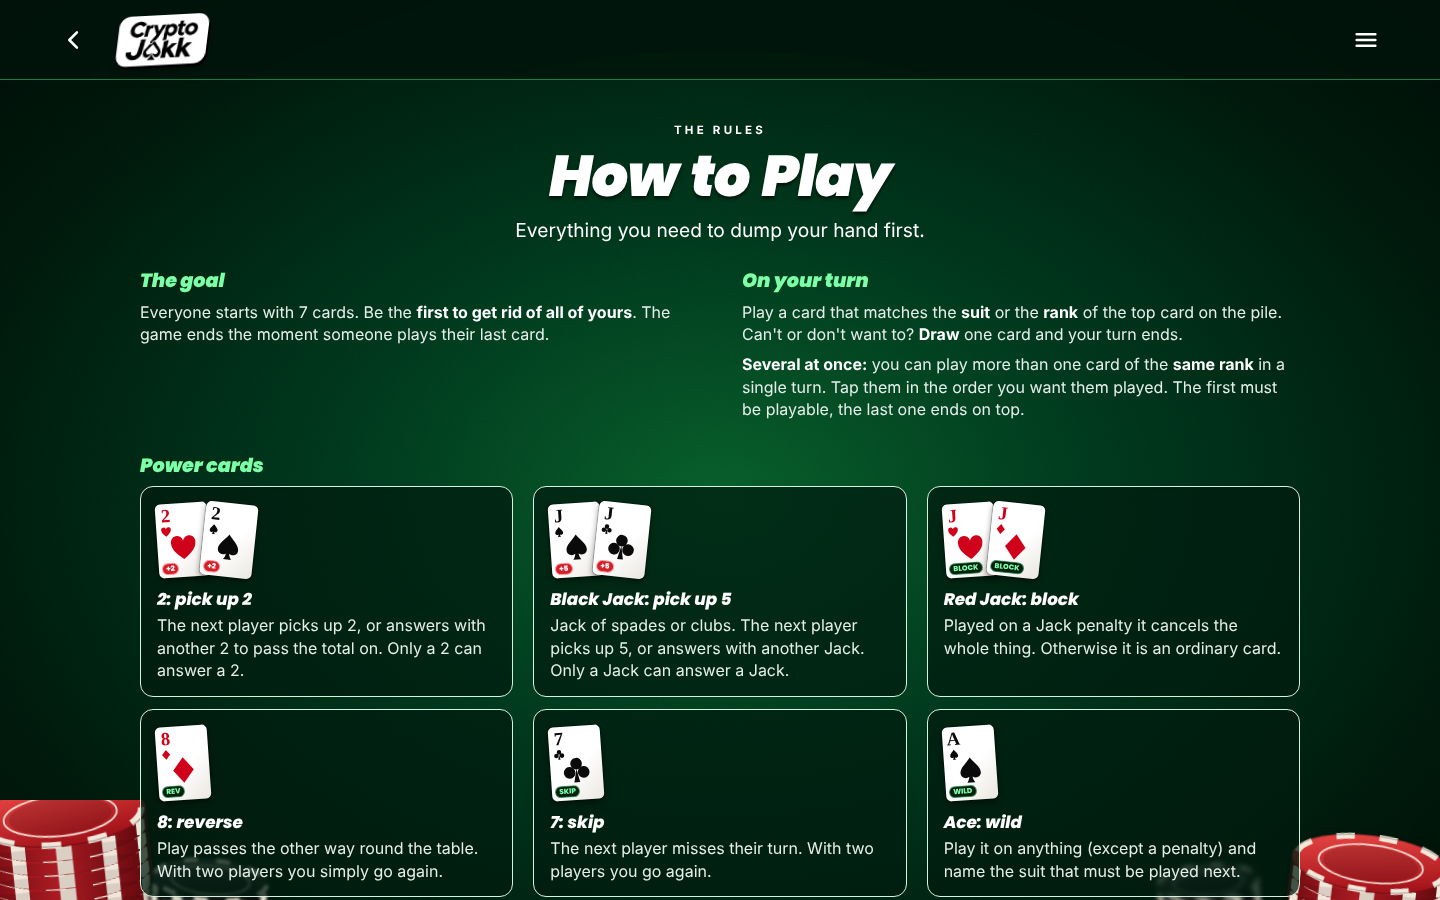 Crypto
Jokk
THE RULES
How to Play
Everything you need to dump your hand first.
The goal
Everyone starts with 7 cards. Be the first to get rid of all of yours. The
game ends the moment someone plays their last card.
On your turn
Play a card that matches the suit or the rank of the top card on the pile.
Can't or don't want to? Draw one card and your turn ends.
Several at once: you can play more than one card of the same rank in a
single turn. Tap them in the order you want them played. The first must
be playable, the last one ends on top.
Power cards
2
+2
2
+2
2: pick up 2
The next player picks up 2, or answers with
another 2 to pass the total on. Only a 2 can
answer a 2.
J
+5
J
+5
Black Jack: pick up 5
Jack of spades or clubs. The next player
picks up 5, or answers with another Jack.
Only a Jack can answer a Jack.
J
BLOCK
J
BLOCK
Red Jack: block
Played on a Jack penalty it cancels the
whole thing. Otherwise it is an ordinary card.
8
REV
8: reverse
Play passes the other way round the table.
With two players you simply go again.
7
SKIP
7: skip
The next player misses their turn. With two
players you go again.
A
WILD
Ace: wild
Play it on anything (except a penalty) and
name the suit that must be played next.